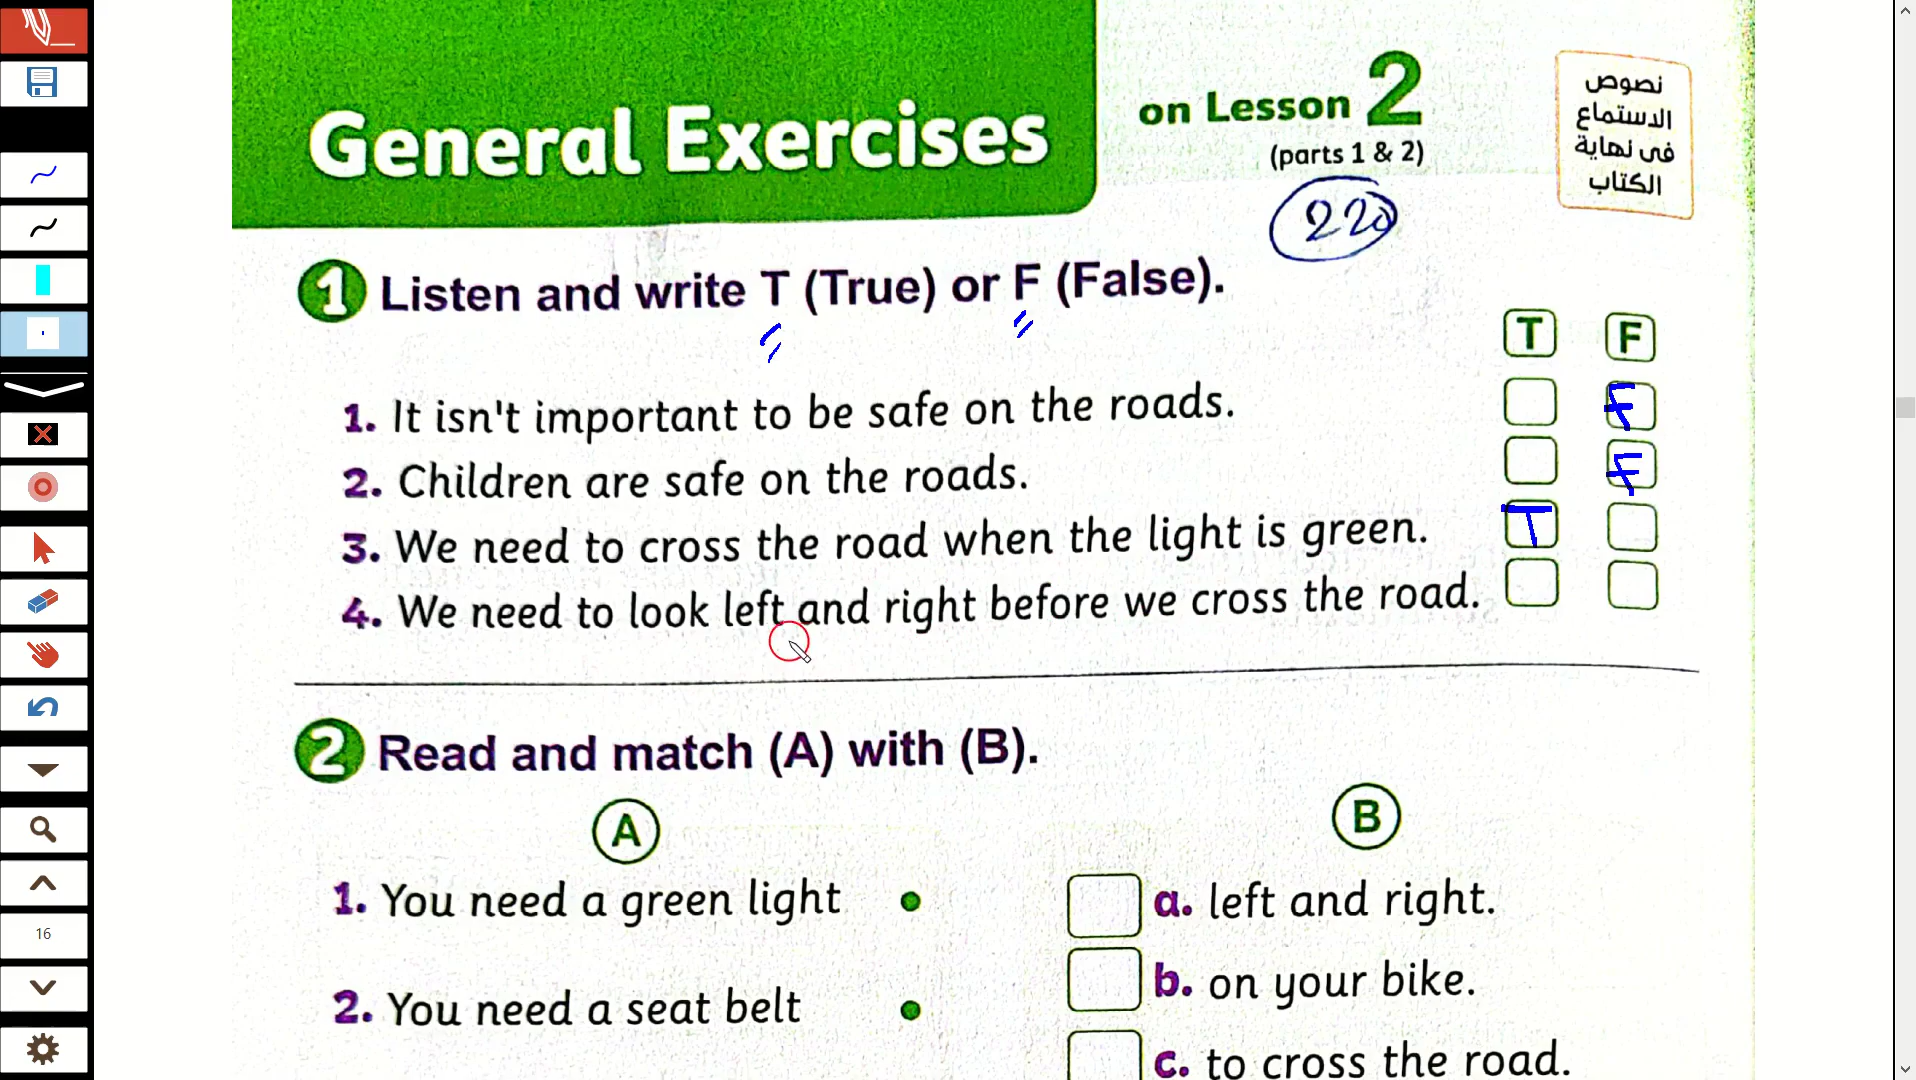 General Exercises
on Lesson 2
(parts 1 & 2)
نصوص
الاستماع
فى نهاية
الكتاب
220
1 Listen and write T (True) or F (False).
T F
1. It isn't important to be safe on the roads. F
2. Children are safe on the roads. F
3. We need to cross the road when the light is green. T
4. We need to look left and right before we cross the road.
2 Read and match (A) with (B).
A B
1. You need a green light
a. left and right.
b. on your bike.
2. You need a seat belt
c. to cross the road.
16